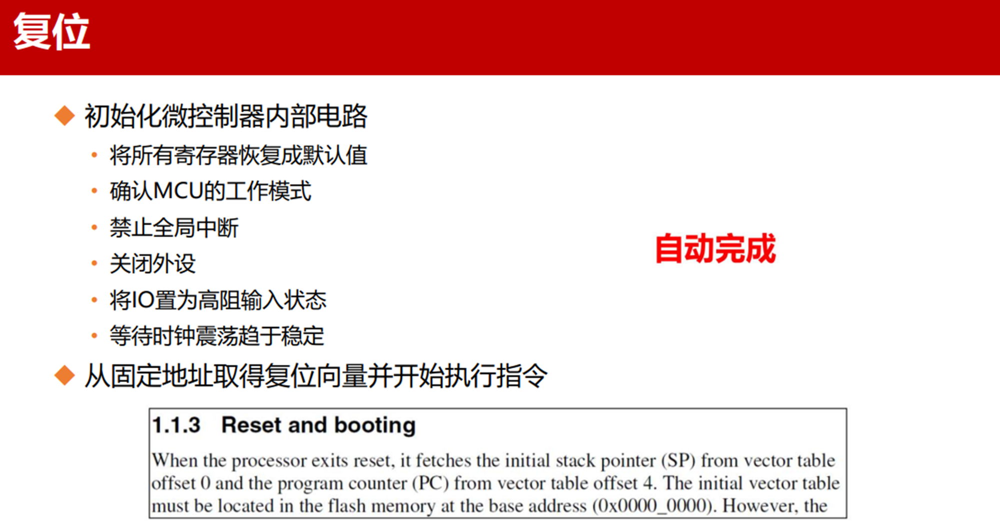 复位
初始化微控制器内部电路
将所有寄存器恢复成默认值
确认MCU的工作模式
禁止全局中断
关闭外设
将IO置为高阻输入状态
等待时钟震荡趋于稳定
自动完成
从固定地址取得复位向量并开始执行指令
1.1.3 Reset and booting
When the processor exits reset, it fetches the initial stack pointer (SP) from vector table
offset 0 and the program counter (PC) from vector table offset 4. The initial vector table
must be located in the flash memory at the base address (0x0000_0000). However, the